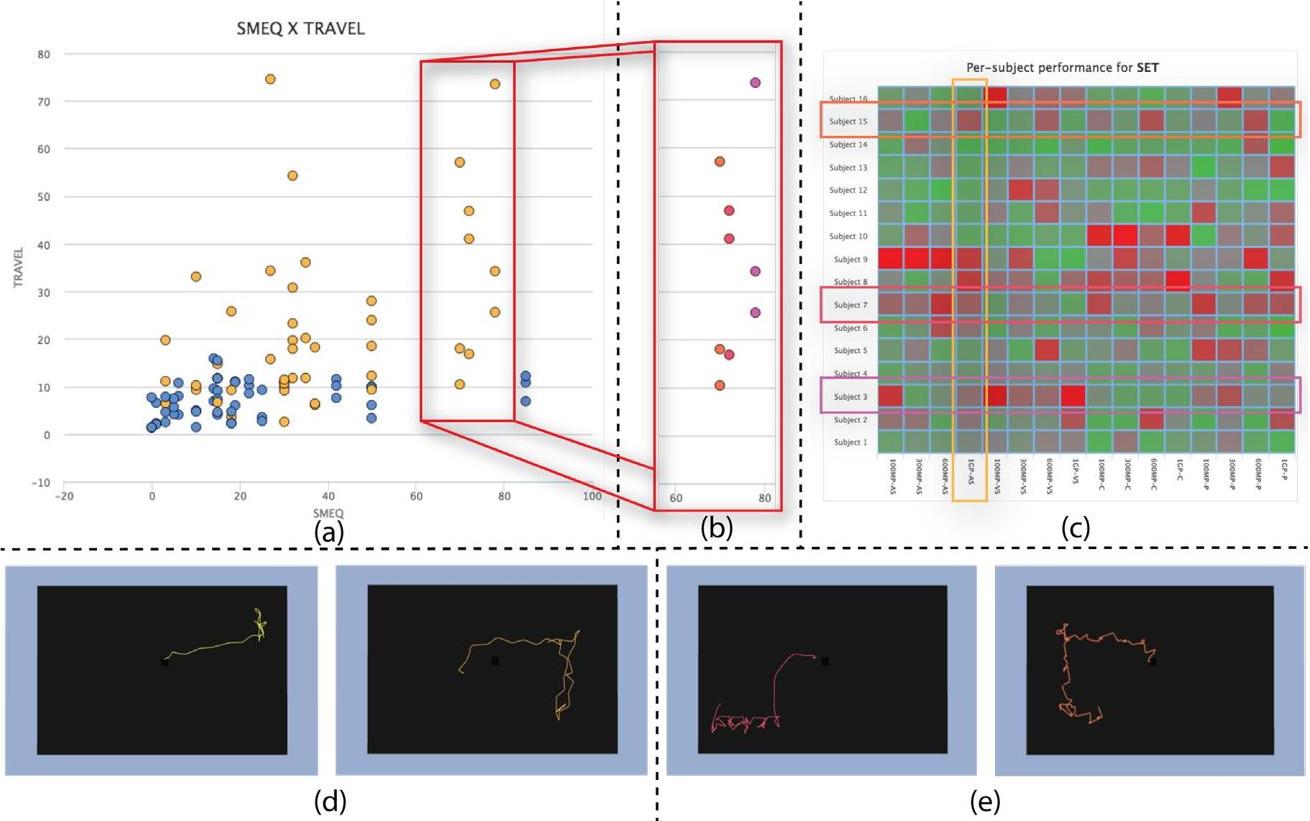 SMEQ X TRAVEL
80
70
60
50
40
30
20
10
0
-10
TRAVEL
-20 0 20 40 60 80 100
SMEQ
(a)
60 80
(b)
Per-subject performance for SET
Subject 16
Subject 15
Subject 14
Subject 13
Subject 12
Subject 11
Subject 10
Subject 9
Subject 8
Subject 7
Subject 6
Subject 5
Subject 4
Subject 3
Subject 2
Subject 1
100MP-AS
300MP-AS
600MP-AS
1GP-AS
100MP-VS
300MP-VS
600MP-VS
1GP-VS
100MP-C
300MP-C
600MP-C
1GP-C
100MP-P
300MP-P
600MP-P
1GP-P
(c)
(d)
(e)